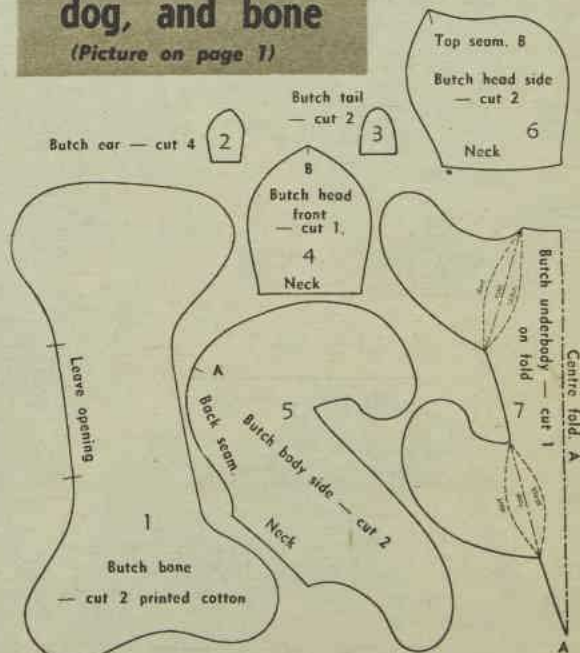 dog, and bone
(Picture on page 1)
Butch ear — cut 4
2
Butch tail
— cut 2
3
Top seam. B
Butch head side
— cut 2
6
Neck
B
Butch head
front
— cut 1.
4
Neck
Leave opening
1
Butch bone
— cut 2 printed cotton
A
Back seam.
5
Butch body side — cut 2
Neck
Butch underbody — cut 1
on fold
7
Centre fold. A
A